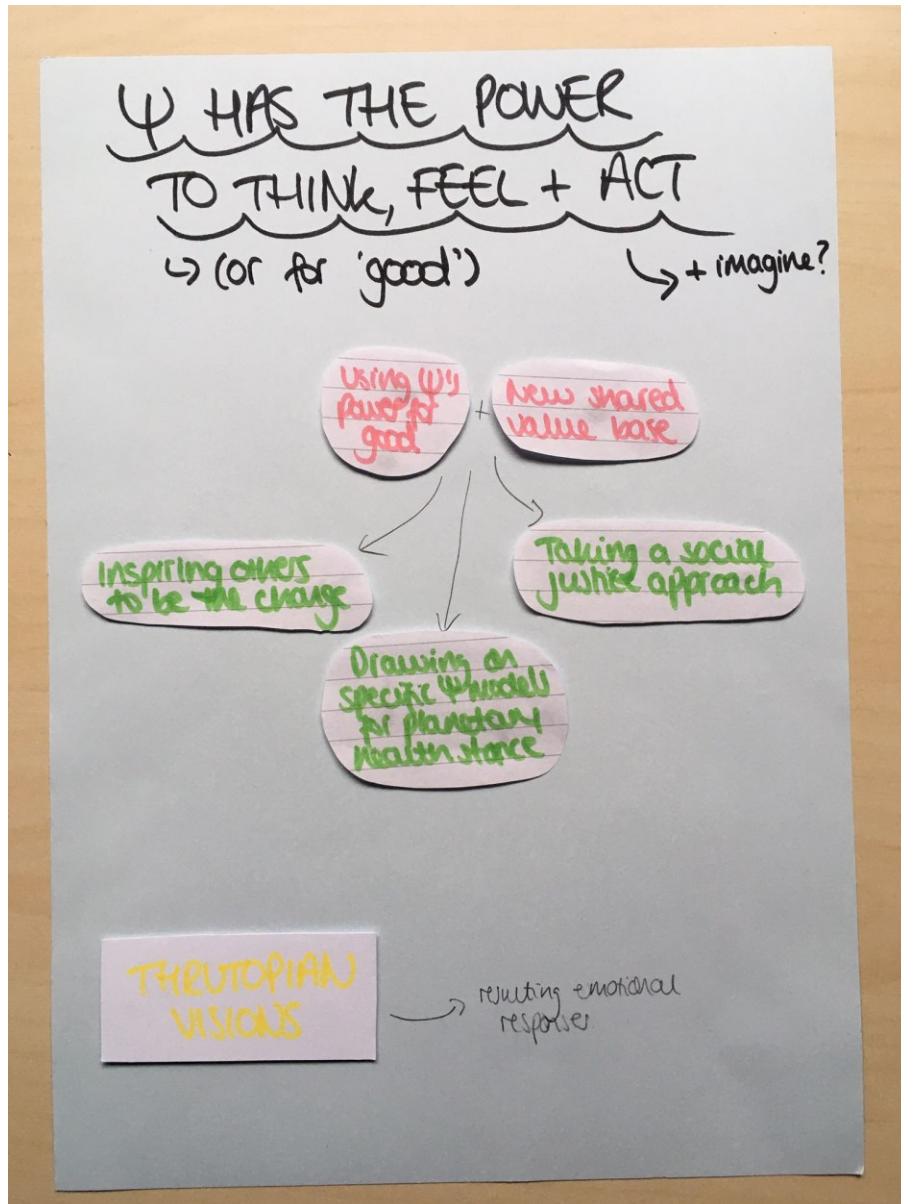 Ψ HAS THE POWER
TO THINK, FEEL + ACT
↳ (or for 'good')
↳ + imagine?
Using Ψ's
power for
good
+
New shared
value base
Inspiring others
to be the change
Taking a social
justice approach
Drawing on
specific Ψ models
for planetary
health stance
THRUTOPIAN
VISIONS
→ resulting emotional
responses